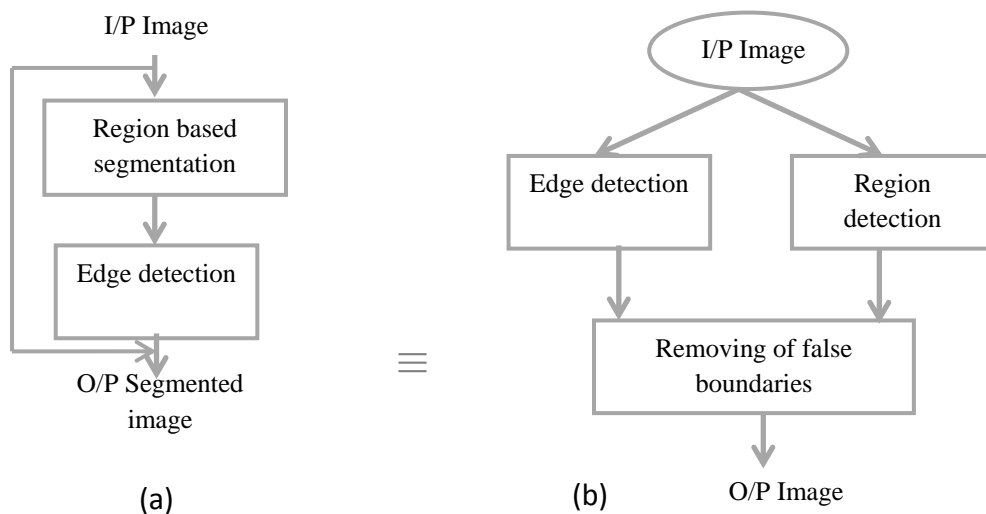 I/P Image
Region based
segmentation
Edge detection
O/P Segmented
image
(a)
≡
I/P Image
Edge detection
Region
detection
Removing of false
boundaries
O/P Image
(b)